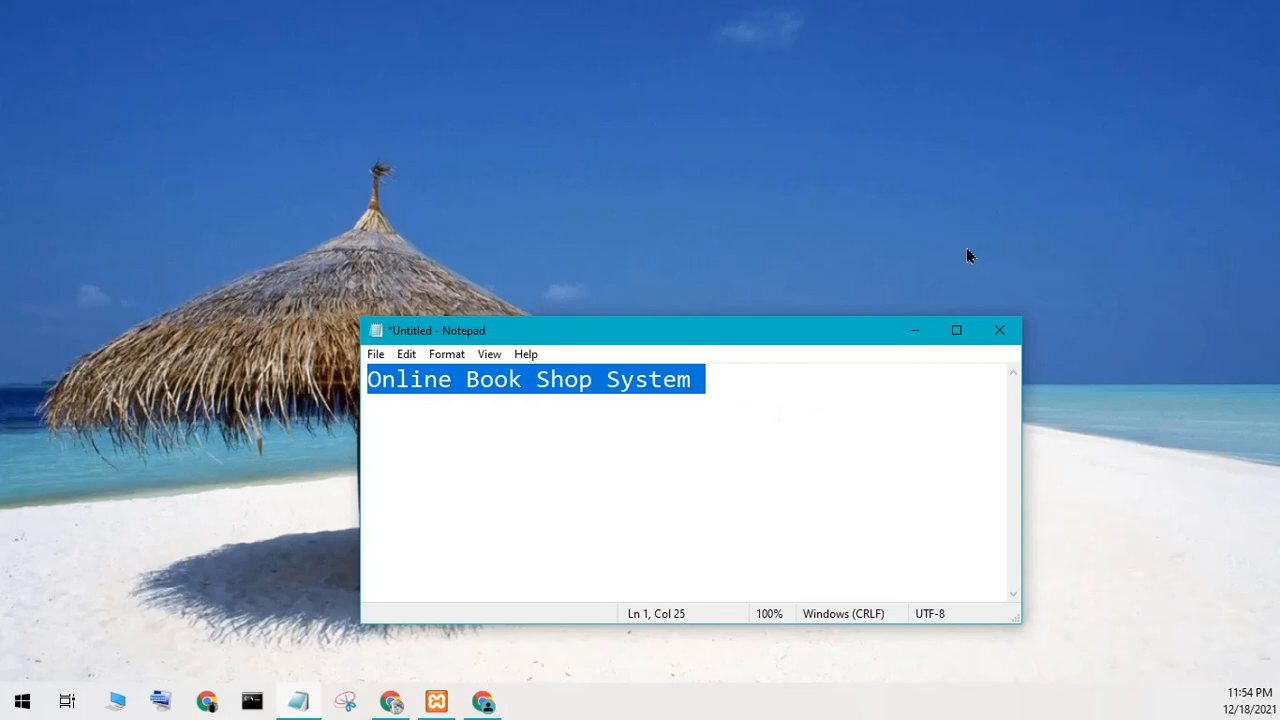 *Untitled - Notepad
File Edit Format View Help
Online Book Shop System
Ln 1, Col 25 100% Windows (CRLF) UTF-8
11:54 PM
12/18/2021